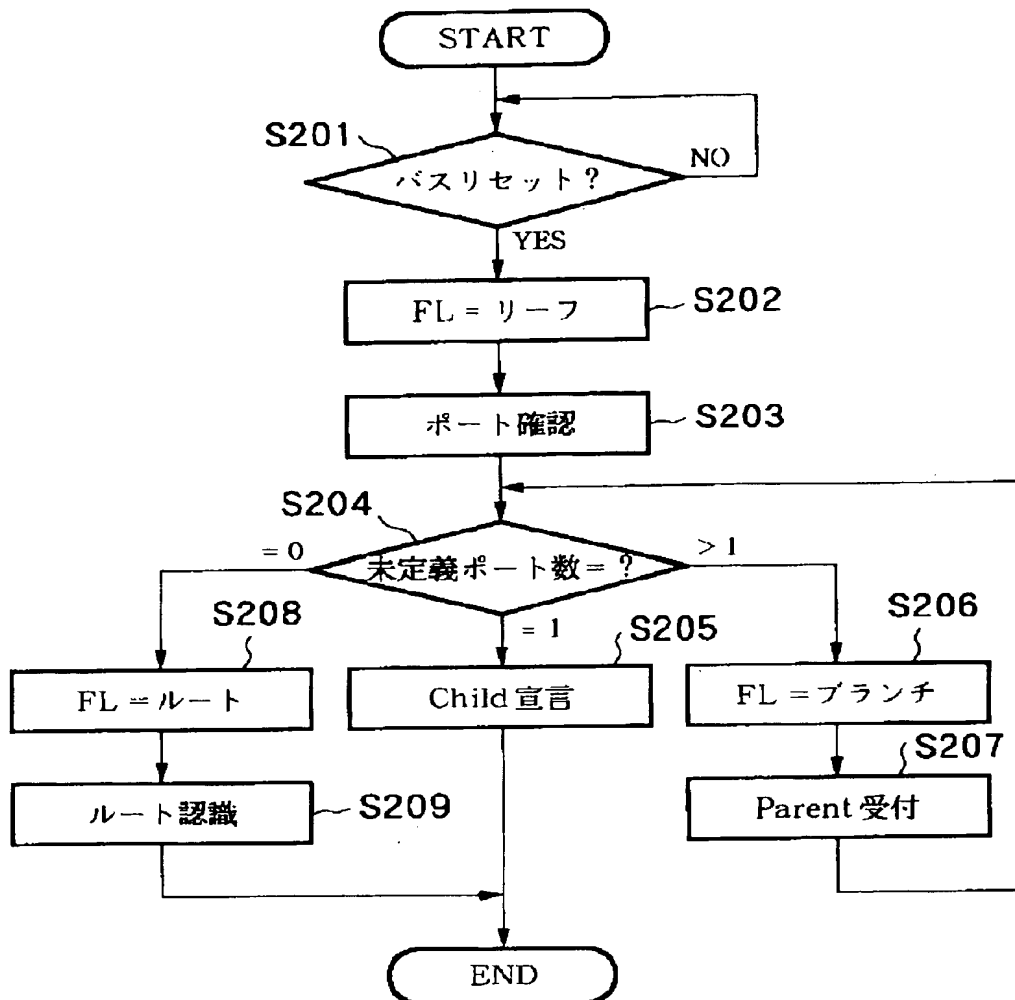 START
S201
バスリセット?
NO
YES
FL = リーフ
S202
ポート確認
S203
S204
= 0
未定義ポート数 = ?
> 1
= 1
S208
S205
S206
FL = ルート
Child 宣言
FL = ブランチ
S207
ルート認識
S209
Parent 受付
END